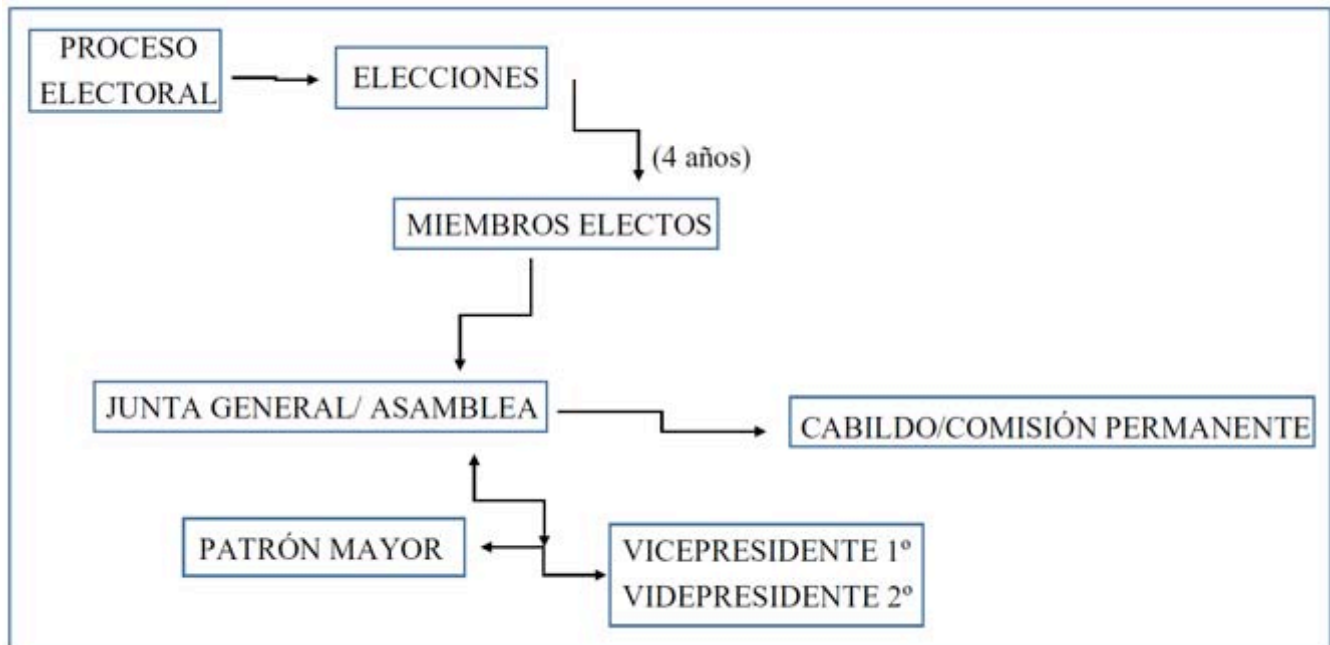 PROCESO
ELECTORAL
ELECCIONES
(4 años)
MIEMBROS ELECTOS
JUNTA GENERAL/ ASAMBLEA
CABILDO/COMISIÓN PERMANENTE
PATRÓN MAYOR
VICEPRESIDENTE 1º
VIDEPRESIDENTE 2º